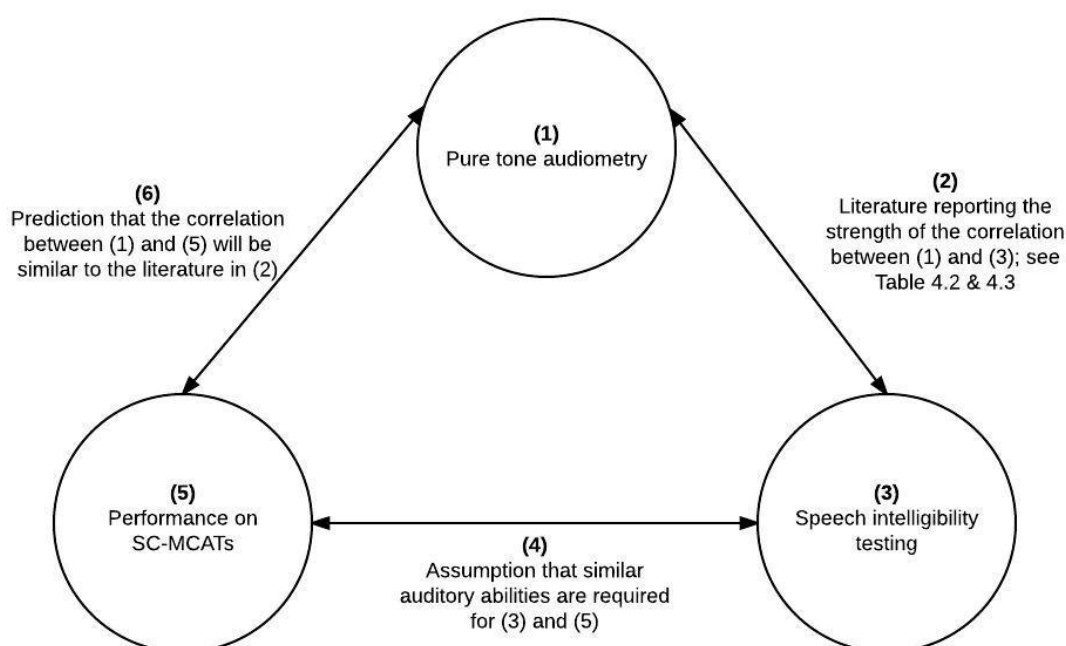 (1)
Pure tone audiometry
(6)
Prediction that the correlation
between (1) and (5) will be
similar to the literature in (2)
(2)
Literature reporting the
strength of the correlation
between (1) and (3); see
Table 4.2 & 4.3
(5)
Performance on
SC-MCATs
(4)
Assumption that similar
auditory abilities are required
for (3) and (5)
(3)
Speech intelligibility
testing